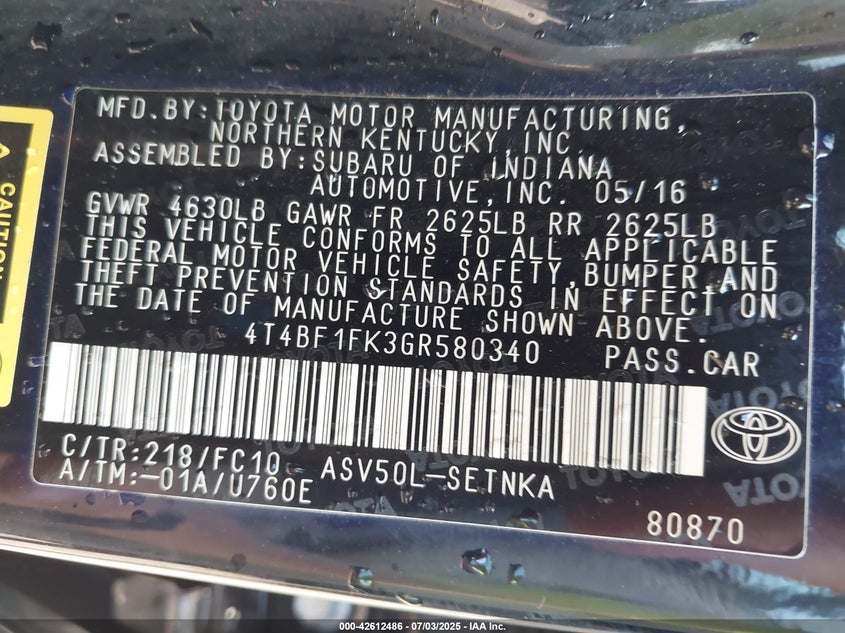 MFD.BY:TOYOTA MOTOR MANUFACTURING,
NORTHERN KENTUCKY,INC.
ASSEMBLED BY:SUBARU OF INDIANA
AUTOMOTIVE,INC. 05/16
GVWR 4630LB GAWR FR 2625LB RR 2625LB
THIS VEHICLE CONFORMS TO ALL APPLICABLE
FEDERAL MOTOR VEHICLE SAFETY,BUMPER,AND
THEFT PREVENTION STANDARDS IN EFFECT ON
THE DATE OF MANUFACTURE SHOWN ABOVE.
4T4BF1FK3GR580340 PASS.CAR
C/TR:218/FC10 ASV50L-SETNKA
A/TM:-01A/U760E
80870
CAUTION
000-42612486 - 07/03/2025 - IAA Inc.